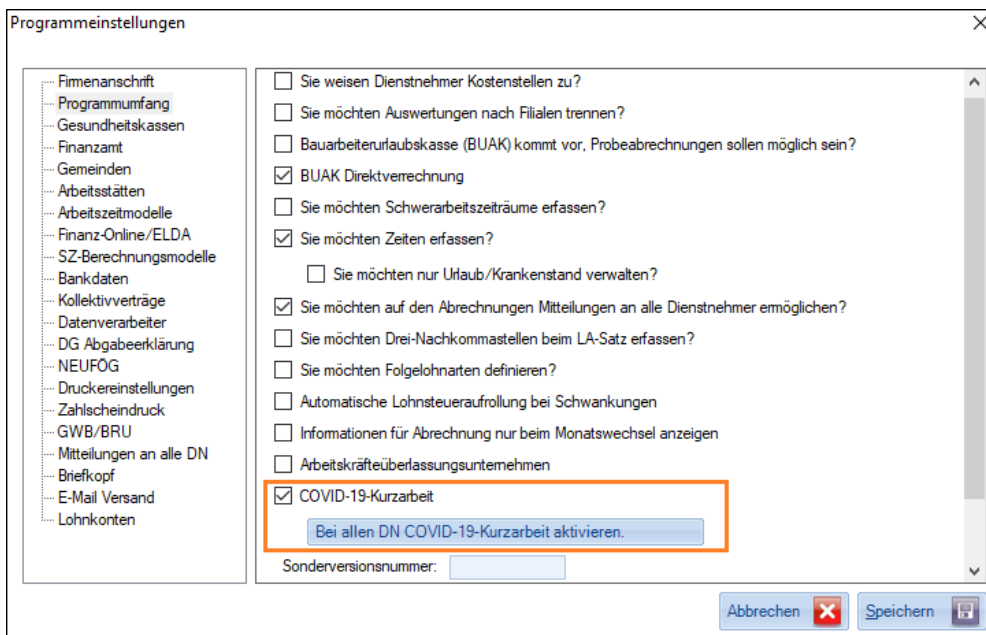 Programmeinstellungen
Firmenanschrift
Programmumfang
Gesundheitskassen
Finanzamt
Gemeinden
Arbeitsstätten
Arbeitszeitmodelle
Finanz-Online/ELDA
SZ-Berechnungsmodelle
Bankdaten
Kollektivverträge
Datenverarbeiter
DG Abgabeerklärung
NEUFÖG
Druckereinstellungen
Zahlscheindruck
GWB/BRU
Mitteilungen an alle DN
Briefkopf
E-Mail Versand
Lohnkonten
Sie weisen Dienstnehmer Kostenstellen zu?
Sie möchten Auswertungen nach Filialen trennen?
Bauarbeiterurlaubskasse (BUAK) kommt vor, Probeabrechnungen sollen möglich sein?
BUAK Direktverrechnung
Sie möchten Schwerarbeitszeiträume erfassen?
Sie möchten Zeiten erfassen?
Sie möchten nur Urlaub/Krankenstand verwalten?
Sie möchten auf den Abrechnungen Mitteilungen an alle Dienstnehmer ermöglichen?
Sie möchten Drei-Nachkommastellen beim LA-Satz erfassen?
Sie möchten Folgelohnarten definieren?
Automatische Lohnsteueraufrollung bei Schwankungen
Informationen für Abrechnung nur beim Monatswechsel anzeigen
Arbeitskräfteüberlassungsunternehmen
COVID-19-Kurzarbeit
Bei allen DN COVID-19-Kurzarbeit aktivieren.
Sonderversionsnummer:
Abbrechen
Speichern